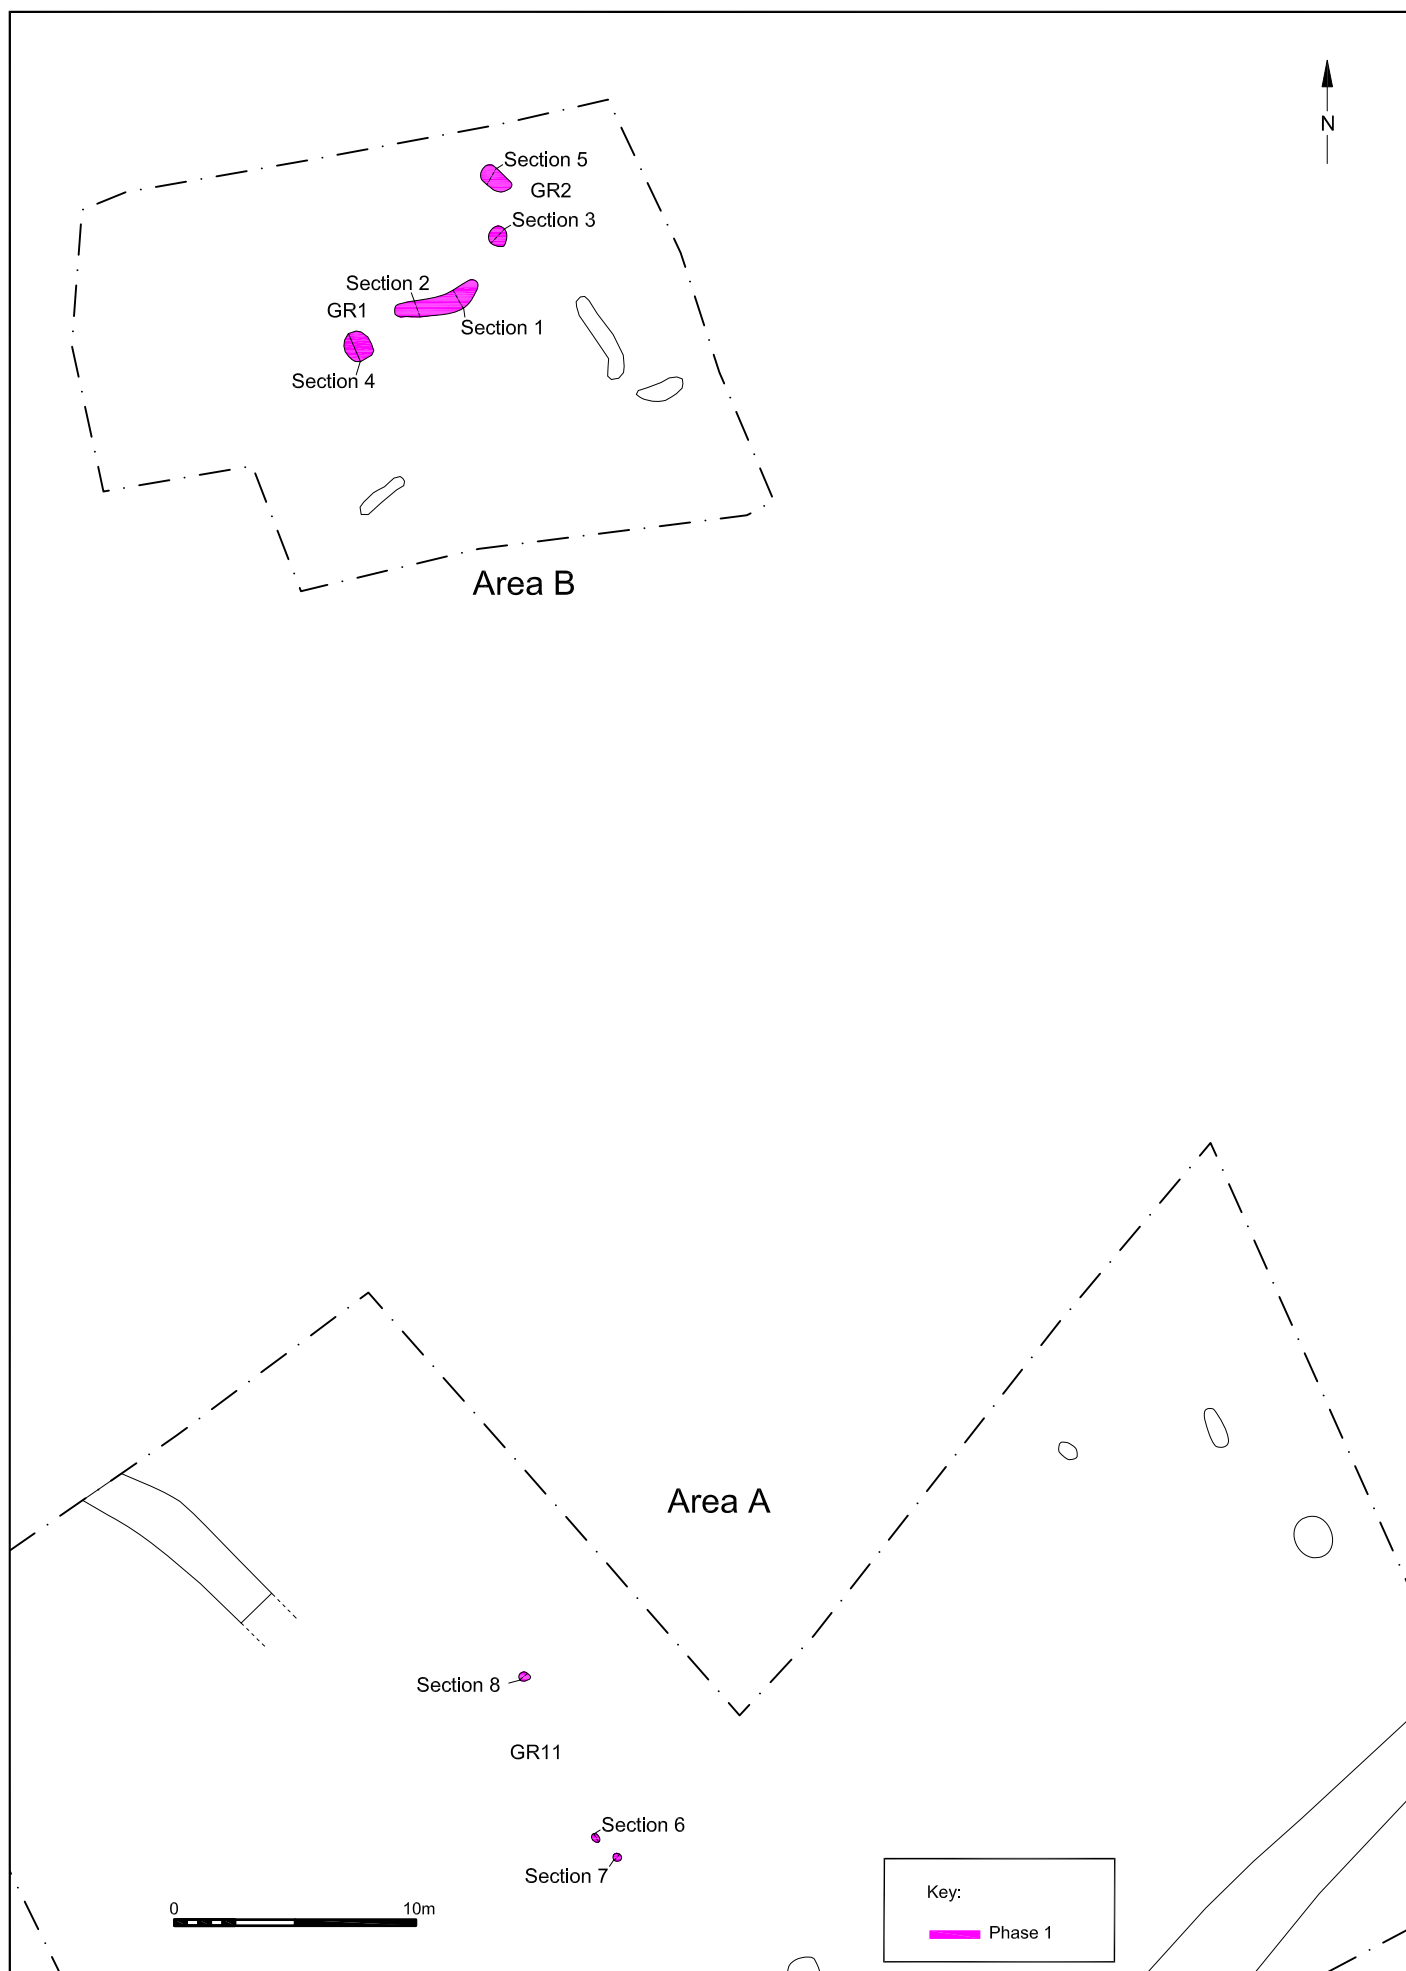 N
Section 5
GR2
Section 3
Section 2
GR1
Section 1
Section 4
Area B
Area A
Section 8
GR11
Section 6
Section 7
0 10m
Key:
Phase 1